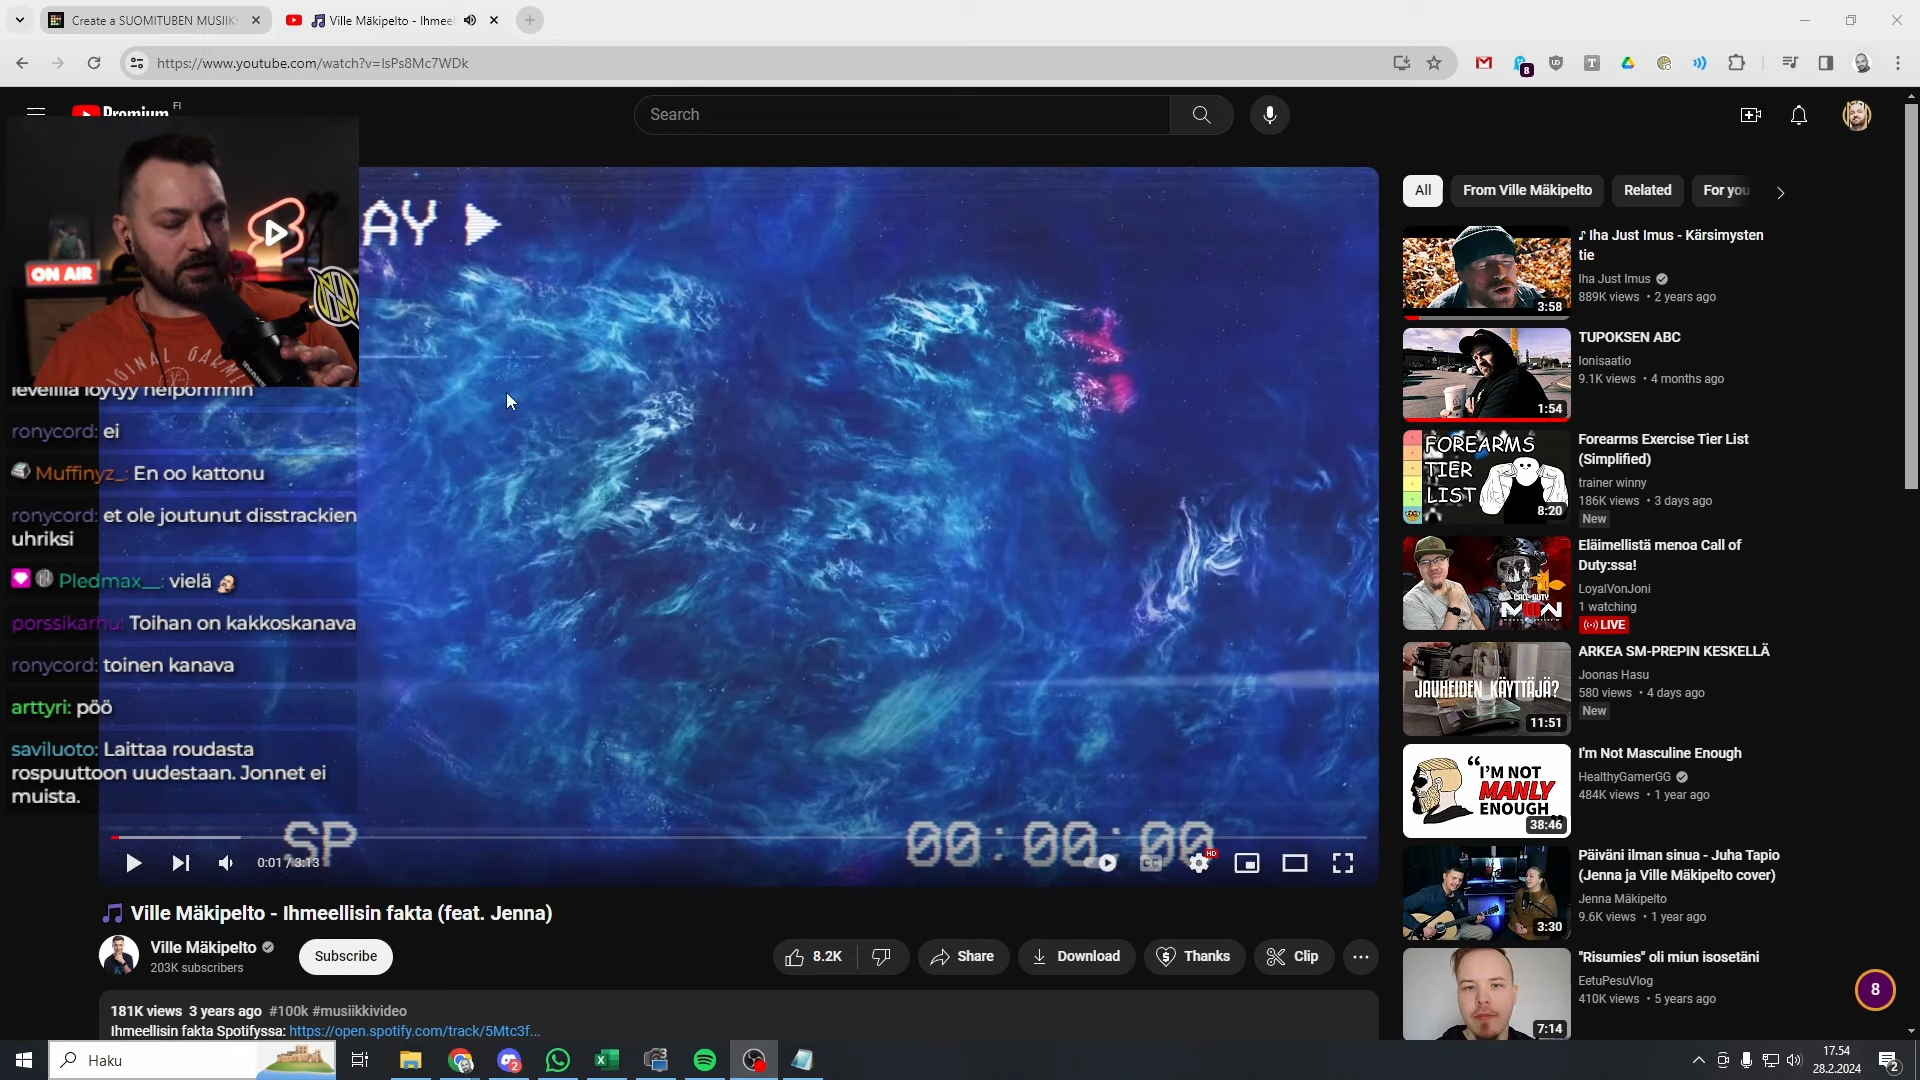 Create a SUOMITUBEN MUSIIK
Ville Mäkipelto - Ihmeel
https://www.youtube.com/watch?v=IsPs8Mc7WDk
8
Premium
FI
Search
AY
ON AIR
leveilllä löytyy helpommin
ronycord: ei
Muffinyz_: En oo kattonu
ronycord: et ole joutunut disstrackien
uhriksi
Pledmax__: vielä
porssikarhu: Toihan on kakkoskanava
ronycord: toinen kanava
arttyri: pöö
saviluoto: Laittaa roudasta
rospuuttoon uudestaan. Jonnet ei
muista.
SP
00:00:00
0:01 / 3:13
CC
HD
Ville Mäkipelto - Ihmeellisin fakta (feat. Jenna)
Ville Mäkipelto
203K subscribers
Subscribe
8.2K
Share
Download
Thanks
Clip
181K views 3 years ago #100k #musiikkivideo
Ihmeellisin fakta Spotifyssa: https://open.spotify.com/track/5Mtc3f...
All
From Ville Mäkipelto
Related
For you
3:58
♪ Iha Just Imus - Kärsimysten
tie
Iha Just Imus
889K views • 2 years ago
1:54
TUPOKSEN ABC
Ionisaatio
9.1K views • 4 months ago
FOREARMS
TIER
LIST
8:20
Forearms Exercise Tier List
(Simplified)
trainer winny
186K views • 3 days ago
New
Eläimellistä menoa Call of
Duty:ssa!
LoyalVonJoni
1 watching
LIVE
JAUHEIDEN KÄYTTÄJÄ?
11:51
ARKEA SM-PREPIN KESKELLÄ
Joonas Hasu
580 views • 4 days ago
New
“I'M NOT
MANLY
ENOUGH
38:46
I'm Not Masculine Enough
HealthyGamerGG
484K views • 1 year ago
3:30
Päiväni ilman sinua - Juha Tapio
(Jenna ja Ville Mäkipelto cover)
Jenna Mäkipelto
9.6K views • 1 year ago
7:14
"Risumies" oli miun isosetäni
EetuPesuVlog
410K views • 5 years ago
8
Haku
2
17.54
28.2.2024
2